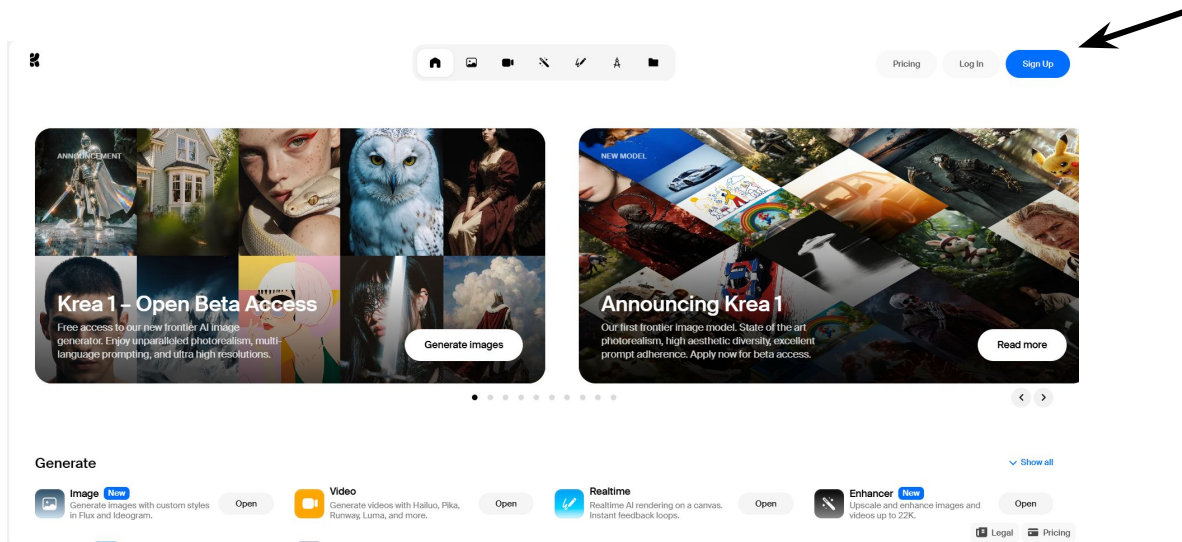 Pricing
Log In
Sign Up
ANNOUNCEMENT
Krea 1 – Open Beta Access
Free access to our new frontier AI image
generator. Enjoy unparalleled photorealism, multi-
language prompting, and ultra high resolutions.
Generate images
NEW MODEL
Announcing Krea 1
Our first frontier image model. State of the art
photorealism, high aesthetic diversity, excellent
prompt adherence. Apply now for beta access.
Read more
Generate
Show all
Image New
Generate images with custom styles
in Flux and Ideogram.
Open
Video
Generate videos with Hailuo, Pika,
Runway, Luma, and more.
Open
Realtime
Realtime AI rendering on a canvas.
Instant feedback loops.
Open
Enhancer New
Upscale and enhance images and
videos up to 22K.
Open
Legal
Pricing